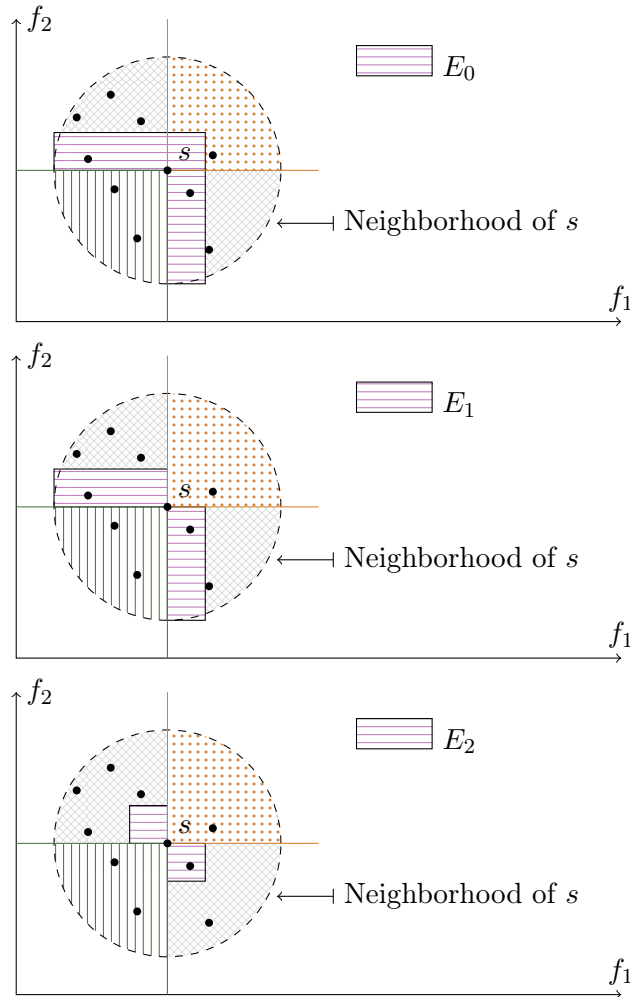 f₂
E₀
s
Neighborhood of s
f₁
f₂
E₁
s
Neighborhood of s
f₁
f₂
E₂
s
Neighborhood of s
f₁